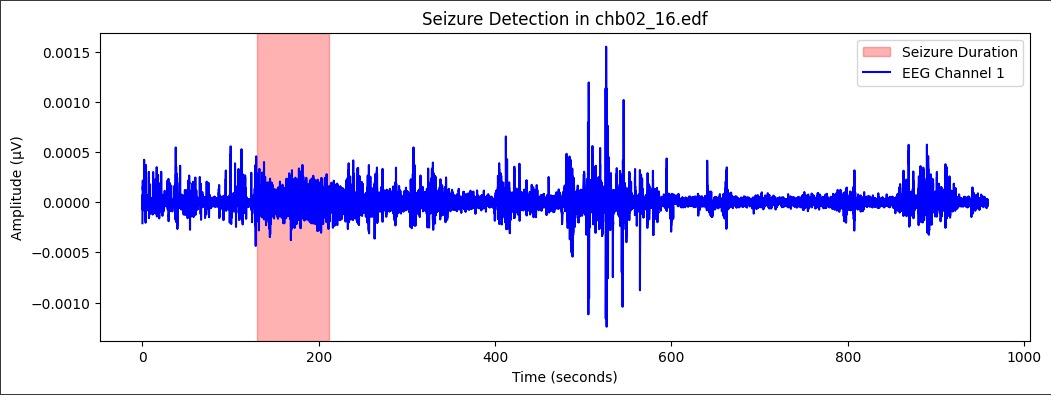 Seizure Detection in chb02_16.edf
Seizure Duration
EEG Channel 1
Amplitude (µV)
0.0015
0.0010
0.0005
0.0000
−0.0005
−0.0010
0 200 400 600 800 1000
Time (seconds)